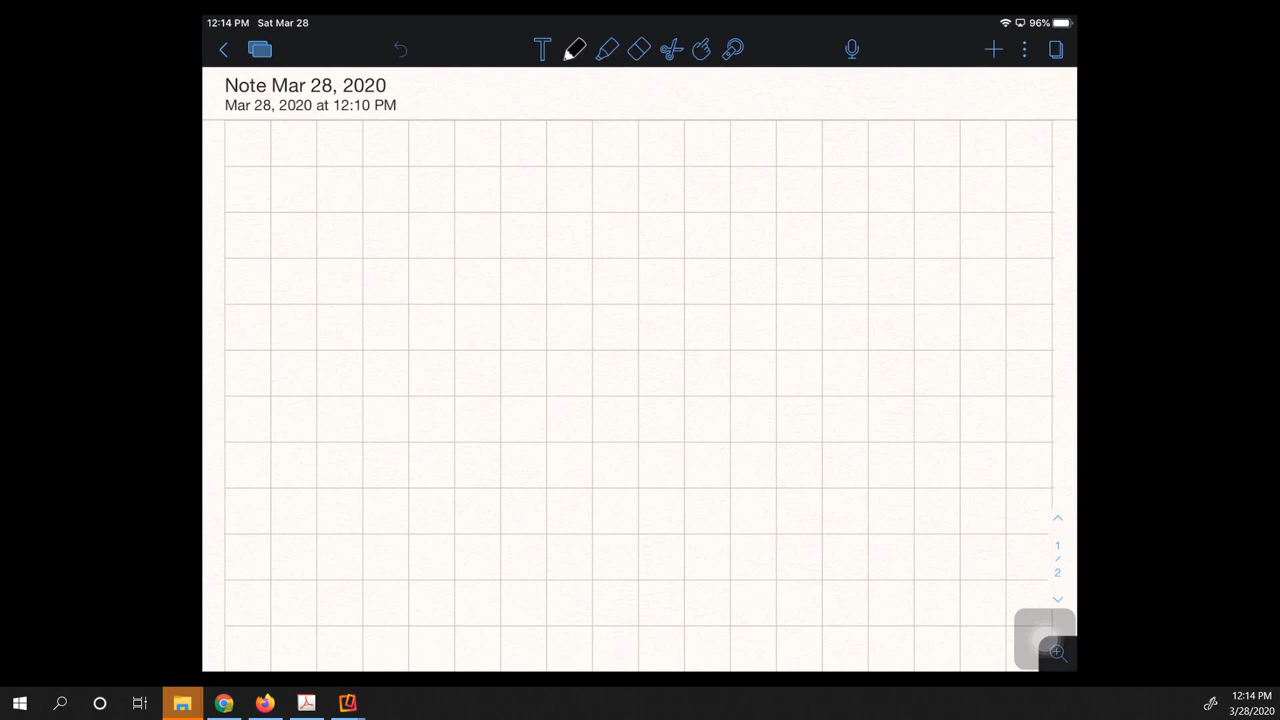 12:14 PM Sat Mar 28
96%
Note Mar 28, 2020
Mar 28, 2020 at 12:10 PM
1
/
2
12:14 PM
3/28/2020